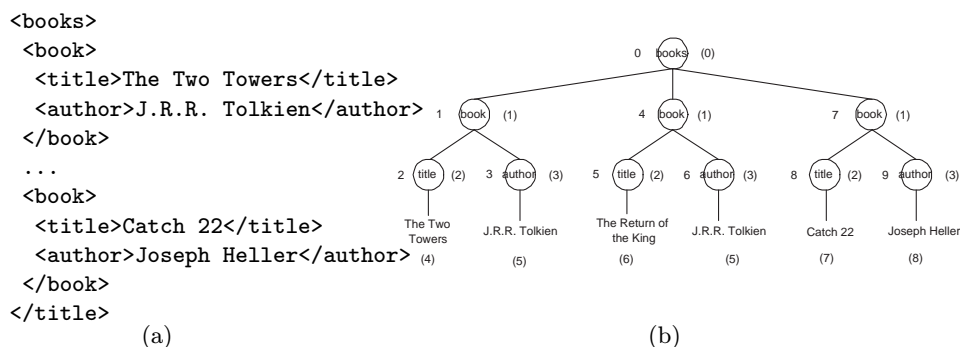 <books>
<book>
<title>The Two Towers</title>
<author>J.R.R. Tolkien</author>
</book>
...
<book>
<title>Catch 22</title>
<author>Joseph Heller</author>
</book>
</title>
(a)
0 books (0)
1 book (1) 4 book (1) 7 book (1)
2 title (2) 3 author (3) 5 title (2) 6 author (3) 8 title (2) 9 author (3)
The Two Towers J.R.R. Tolkien The Return of the King J.R.R. Tolkien Catch 22 Joseph Heller
(4) (5) (6) (5) (7) (8)
(b)